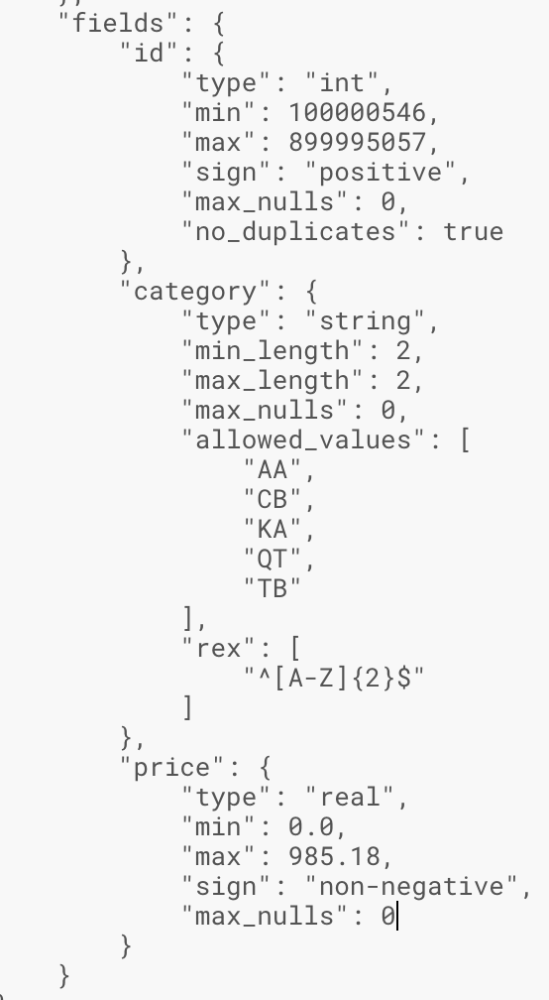 },
"fields": {
"id": {
"type": "int",
"min": 100000546,
"max": 899995057,
"sign": "positive",
"max_nulls": 0,
"no_duplicates": true
},
"category": {
"type": "string",
"min_length": 2,
"max_length": 2,
"max_nulls": 0,
"allowed_values": [
"AA",
"CB",
"KA",
"QT",
"TB"
],
"rex": [
"^[A-Z]{2}$"
]
},
"price": {
"type": "real",
"min": 0.0,
"max": 985.18,
"sign": "non-negative",
"max_nulls": 0
}
}